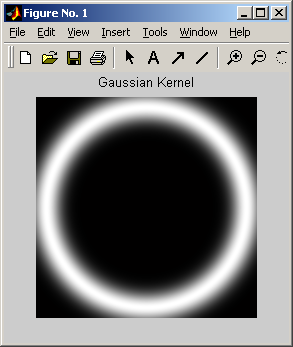 Figure No. 1
File Edit View Insert Tools Window Help
A
Gaussian Kernel